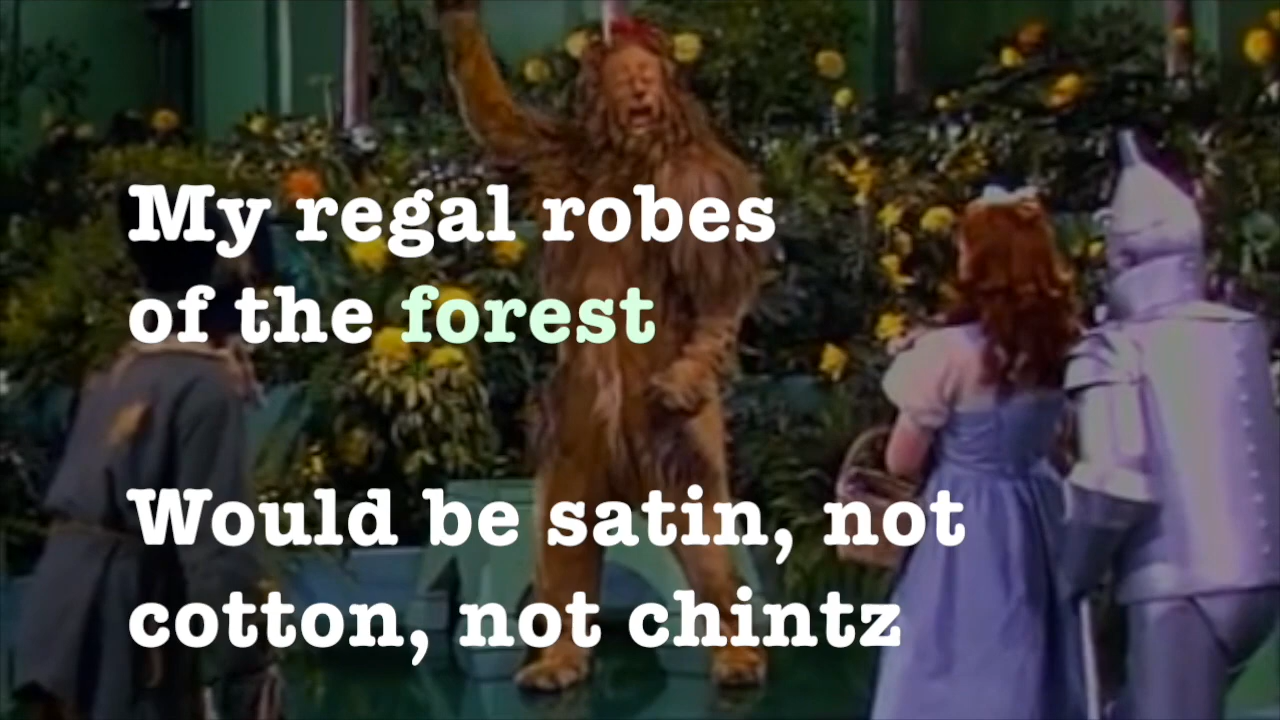 My regal robes
of the forest
Would be satin, not
cotton, not chintz